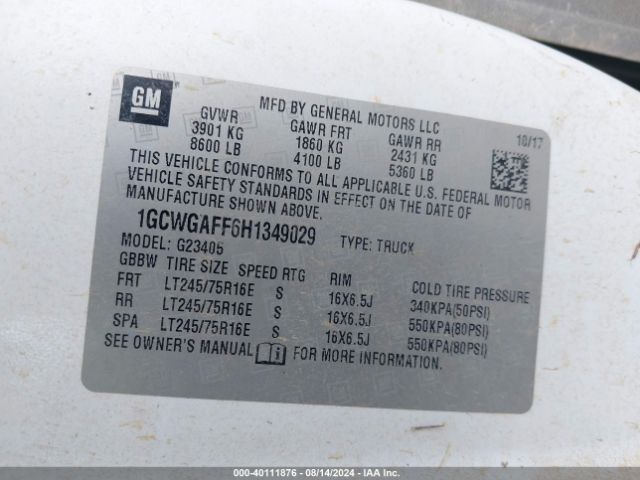 GM
MFD BY GENERAL MOTORS LLC
10/17
GVWR GAWR FRT GAWR RR
3901 KG 1860 KG 2431 KG
8600 LB 4100 LB 5360 LB
THIS VEHICLE CONFORMS TO ALL APPLICABLE U.S. FEDERAL MOTOR
VEHICLE SAFETY STANDARDS IN EFFECT ON THE DATE OF
MANUFACTURE SHOWN ABOVE.
1GCWGAFF6H1349029 TYPE: TRUCK
MODEL: G23405
GBBW TIRE SIZE SPEED RTG RIM COLD TIRE PRESSURE
FRT LT245/75R16E S 16X6.5J 340KPA(50PSI)
RR LT245/75R16E S 16X6.5J 550KPA(80PSI)
SPA LT245/75R16E S 16X6.5J 550KPA(80PSI)
SEE OWNER'S MANUAL FOR MORE INFORMATION.
000-40111876 - 08/14/2024 - IAA Inc.